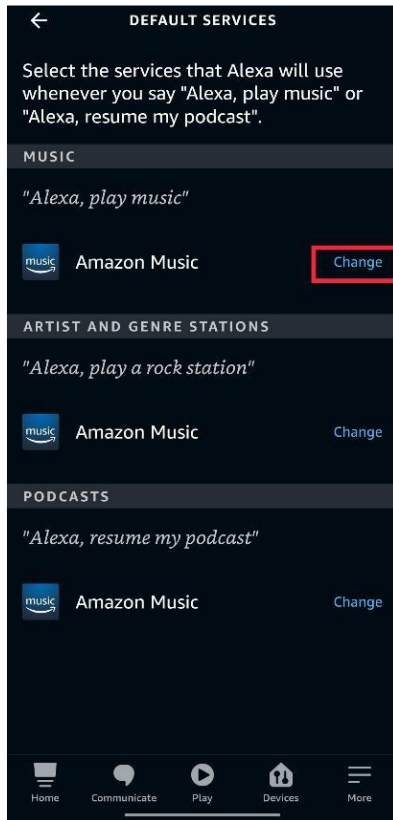 DEFAULT SERVICES
Select the services that Alexa will use
whenever you say "Alexa, play music" or
"Alexa, resume my podcast".
MUSIC
"Alexa, play music"
music Amazon Music Change
ARTIST AND GENRE STATIONS
"Alexa, play a rock station"
music Amazon Music Change
PODCASTS
"Alexa, resume my podcast"
music Amazon Music Change
Home Communicate Play Devices More